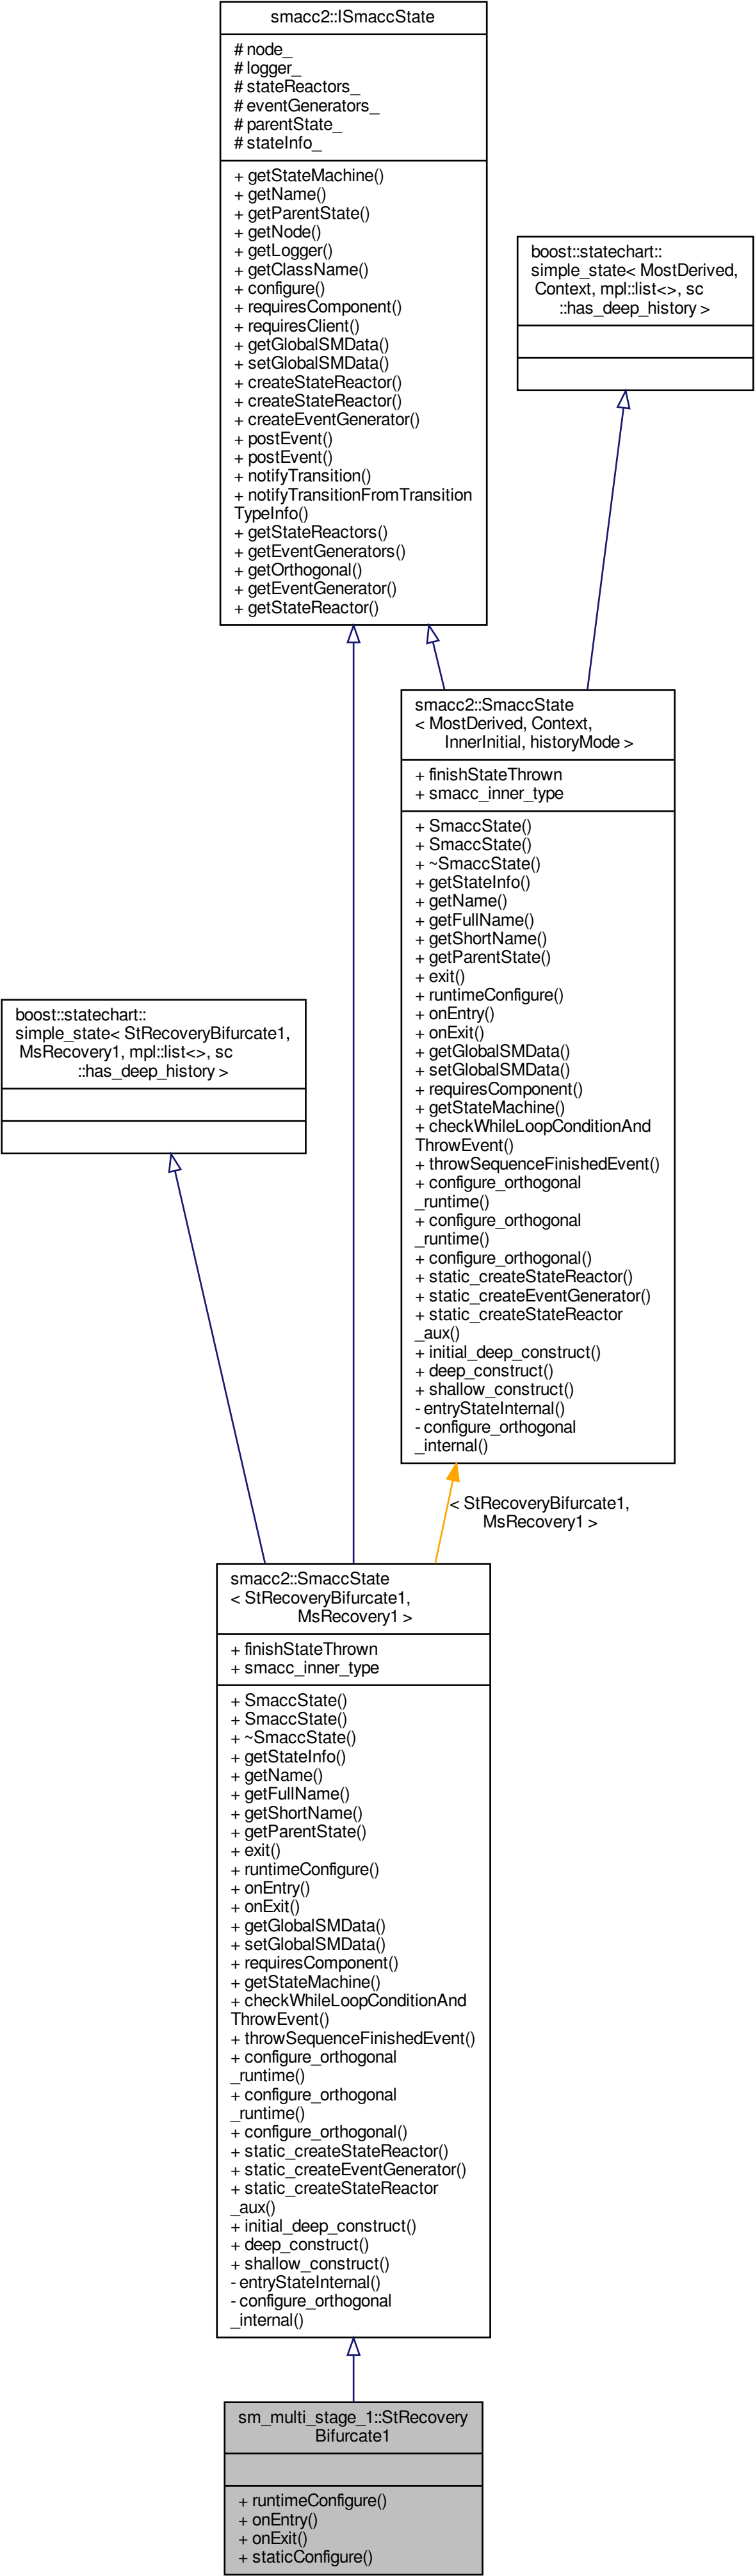 smacc2::ISmaccState
# node_
# logger_
# stateReactors_
# eventGenerators_
# parentState_
# stateInfo_
+ getStateMachine()
+ getName()
+ getParentState()
+ getNode()
+ getLogger()
+ getClassName()
+ configure()
+ requiresComponent()
+ requiresClient()
+ getGlobalSMData()
+ setGlobalSMData()
+ createStateReactor()
+ createStateReactor()
+ createEventGenerator()
+ postEvent()
+ postEvent()
+ notifyTransition()
+ notifyTransitionFromTransition
TypeInfo()
+ getStateReactors()
+ getEventGenerators()
+ getOrthogonal()
+ getEventGenerator()
+ getStateReactor()
boost::statechart::
simple_state< MostDerived,
Context, mpl::list<>, sc
::has_deep_history >
smacc2::SmaccState
< MostDerived, Context,
InnerInitial, historyMode >
+ finishStateThrown
+ smacc_inner_type
+ SmaccState()
+ SmaccState()
+ ~SmaccState()
+ getStateInfo()
+ getName()
+ getFullName()
+ getShortName()
+ getParentState()
+ exit()
+ runtimeConfigure()
+ onEntry()
+ onExit()
+ getGlobalSMData()
+ setGlobalSMData()
+ requiresComponent()
+ getStateMachine()
+ checkWhileLoopConditionAnd
ThrowEvent()
+ throwSequenceFinishedEvent()
+ configure_orthogonal
_runtime()
+ configure_orthogonal
_runtime()
+ configure_orthogonal()
+ static_createStateReactor()
+ static_createEventGenerator()
+ static_createStateReactor
_aux()
+ initial_deep_construct()
+ deep_construct()
+ shallow_construct()
- entryStateInternal()
- configure_orthogonal
_internal()
boost::statechart::
simple_state< StRecoveryBifurcate1,
MsRecovery1, mpl::list<>, sc
::has_deep_history >
< StRecoveryBifurcate1,
MsRecovery1 >
smacc2::SmaccState
< StRecoveryBifurcate1,
MsRecovery1 >
+ finishStateThrown
+ smacc_inner_type
+ SmaccState()
+ SmaccState()
+ ~SmaccState()
+ getStateInfo()
+ getName()
+ getFullName()
+ getShortName()
+ getParentState()
+ exit()
+ runtimeConfigure()
+ onEntry()
+ onExit()
+ getGlobalSMData()
+ setGlobalSMData()
+ requiresComponent()
+ getStateMachine()
+ checkWhileLoopConditionAnd
ThrowEvent()
+ throwSequenceFinishedEvent()
+ configure_orthogonal
_runtime()
+ configure_orthogonal
_runtime()
+ configure_orthogonal()
+ static_createStateReactor()
+ static_createEventGenerator()
+ static_createStateReactor
_aux()
+ initial_deep_construct()
+ deep_construct()
+ shallow_construct()
- entryStateInternal()
- configure_orthogonal
_internal()
sm_multi_stage_1::StRecovery
Bifurcate1
+ runtimeConfigure()
+ onEntry()
+ onExit()
+ staticConfigure()